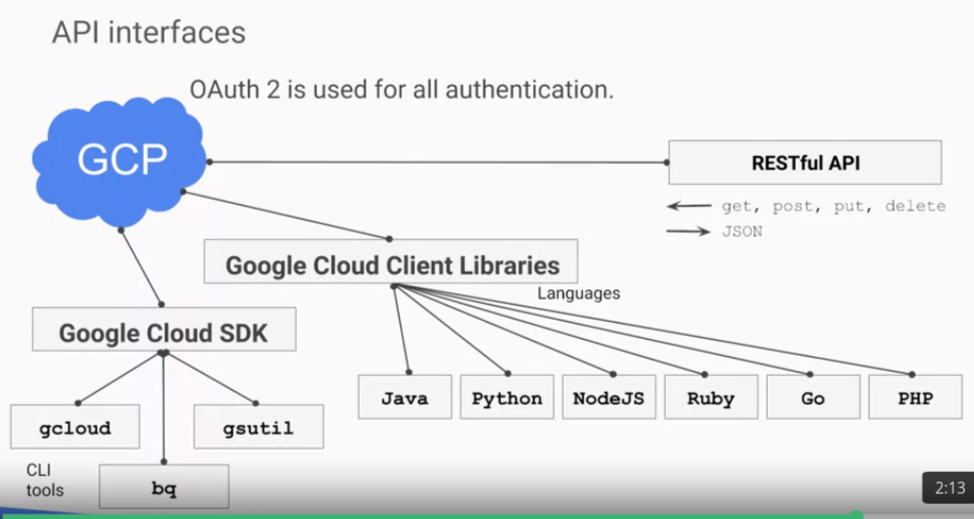 API interfaces
OAuth 2 is used for all authentication.
GCP
RESTful API
get, post, put, delete
JSON
Google Cloud Client Libraries
Languages
Google Cloud SDK
Java
Python
NodeJS
Ruby
Go
PHP
gcloud
gsutil
CLI
tools
bq
2:13